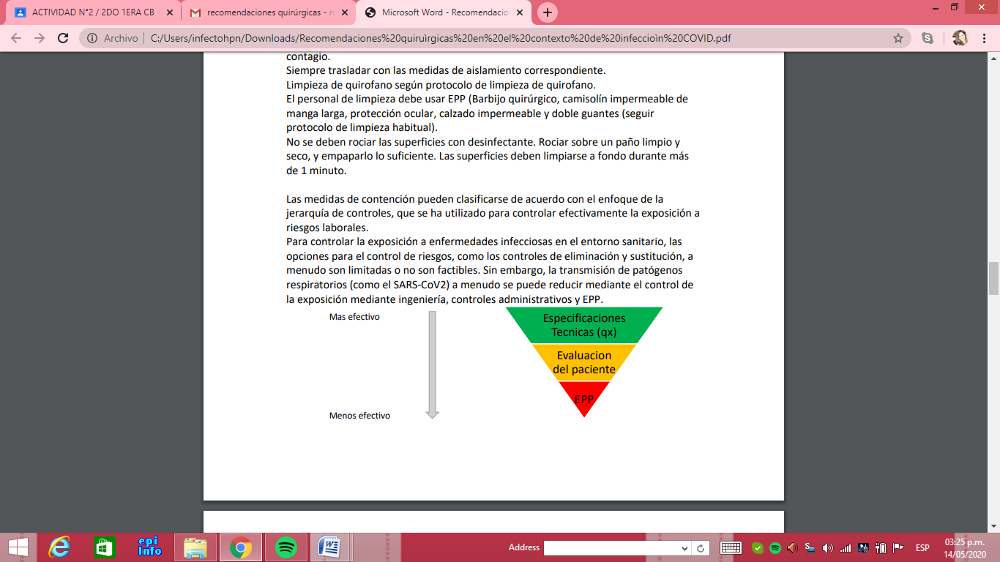 ACTIVIDAD N°2 / 2DO 1ERA CB
recomendaciones quirúrgicas - ro
Microsoft Word - Recomendacio
Archivo
C:/Users/infectohpn/Downloads/Recomendaciones%20quiruìrgicas%20en%20el%20contexto%20de%20infeccioìn%20COVID.pdf
contagio.
Siempre trasladar con las medidas de aislamiento correspondiente.
Limpieza de quirofano según protocolo de limpieza de quirofano.
El personal de limpieza debe usar EPP (Barbijo quirúrgico, camisolín impermeable de
manga larga, protección ocular, calzado impermeable y doble guantes (seguir
protocolo de limpieza habitual).
No se deben rociar las superficies con desinfectante. Rociar sobre un paño limpio y
seco, y empaparlo lo suficiente. Las superficies deben limpiarse a fondo durante más
de 1 minuto.
Las medidas de contención pueden clasificarse de acuerdo con el enfoque de la
jerarquía de controles, que se ha utilizado para controlar efectivamente la exposición a
riesgos laborales.
Para controlar la exposición a enfermedades infecciosas en el entorno sanitario, las
opciones para el control de riesgos, como los controles de eliminación y sustitución, a
menudo son limitadas o no son factibles. Sin embargo, la transmisión de patógenos
respiratorios (como el SARS-CoV2) a menudo se puede reducir mediante el control de
la exposición mediante ingeniería, controles administrativos y EPP.
Mas efectivo
Especificaciones
Tecnicas (qx)
Evaluacion
del paciente
EPP
Menos efectivo
epi
info
Address
ESP
03:25 p.m.
14/05/2020